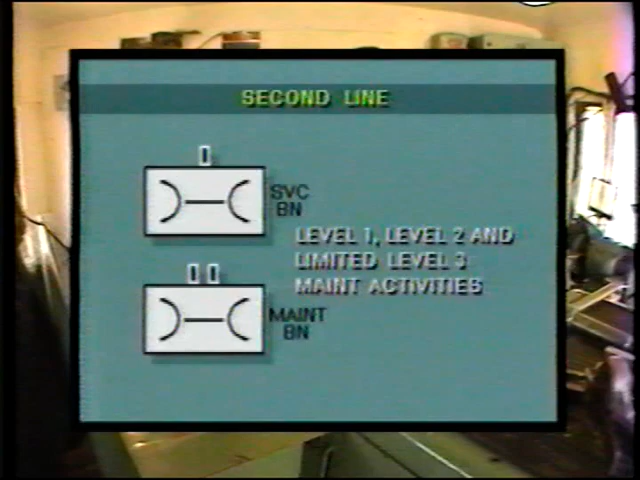 SECOND LINE
SVC
BN
LEVEL 1, LEVEL 2 AND
LIMITED LEVEL 3
MAINT ACTIVITIES
MAINT
BN